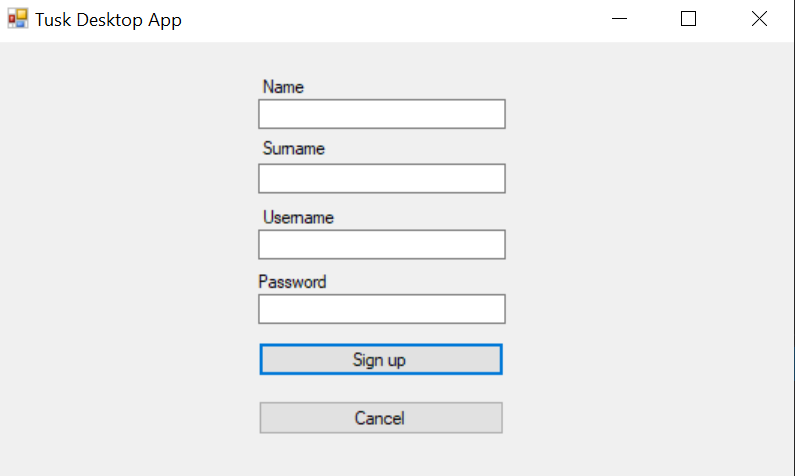 Tusk Desktop App
Name
Surname
Username
Password
Sign up
Cancel